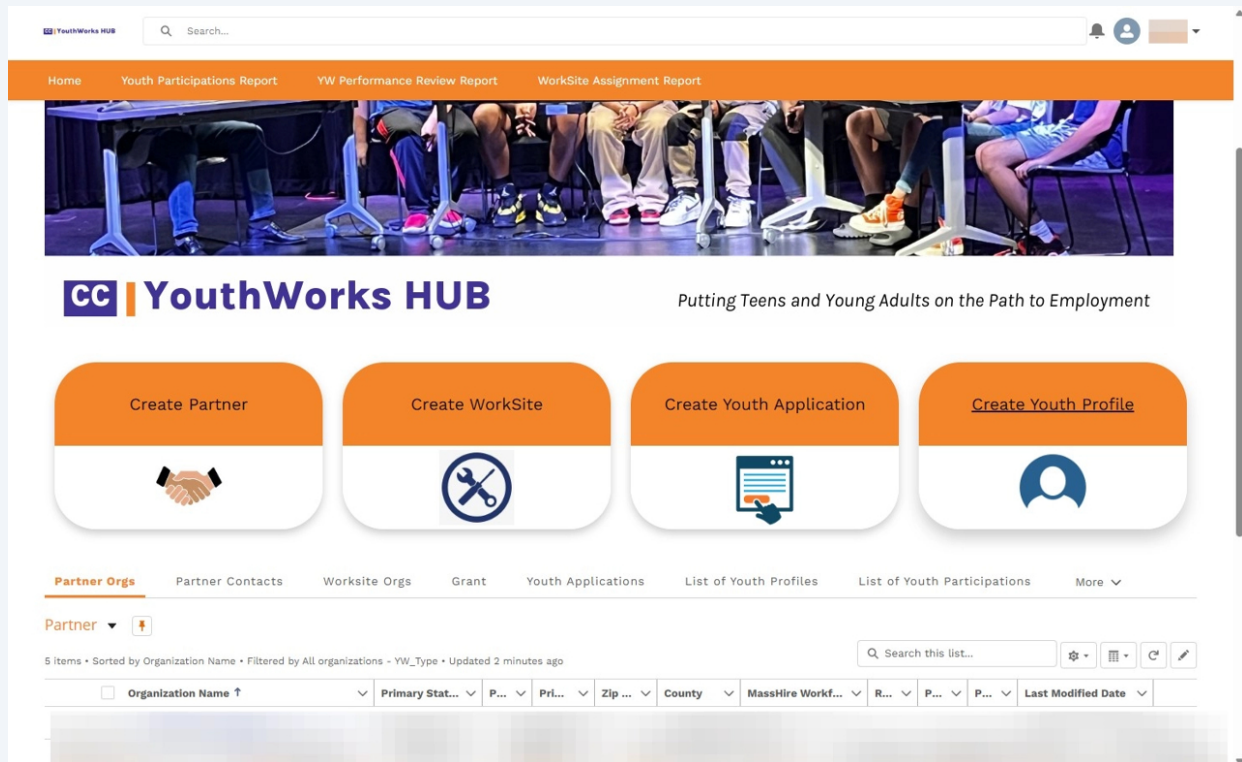 CC YouthWorks HUB
Search...
Home Youth Participations Report YW Performance Review Report WorkSite Assignment Report
CC YouthWorks HUB
Putting Teens and Young Adults on the Path to Employment
Create Partner Create WorkSite Create Youth Application Create Youth Profile
Partner Orgs Partner Contacts Worksite Orgs Grant Youth Applications List of Youth Profiles List of Youth Participations More
Partner
5 items • Sorted by Organization Name • Filtered by All organizations - YW_Type • Updated 2 minutes ago
Search this list...
Organization Name ↑ Primary Stat... P... Pri... Zip ... County MassHire Workf... R... P... P... Last Modified Date